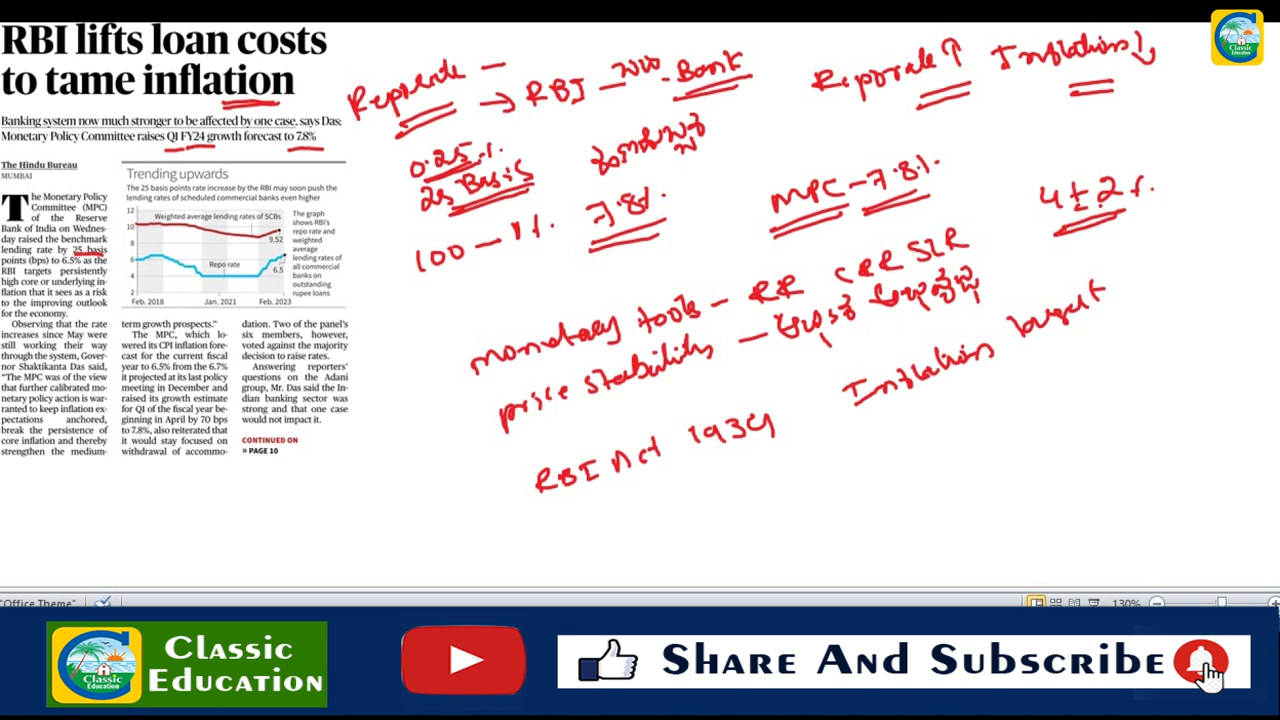 RBI lifts loan costs
to tame inflation
Banking system now much stronger to be affected by one case, says Das;
Monetary Policy Committee raises Q1 FY24 growth forecast to 7.8%
The Hindu Bureau
MUMBAI
The Monetary Policy
Committee (MPC)
of the Reserve
Bank of India on Wednes-
day raised the benchmark
lending rate by 25 basis
points (bps) to 6.5% as the
RBI targets persistently
high core or underlying in-
flation that it sees as a risk
to the improving outlook
for the economy.
Observing that the rate
increases since May were
still working their way
through the system, Gover-
nor Shaktikanta Das said,
"The MPC was of the view
that further calibrated mo-
netary policy action is war-
ranted to keep inflation ex-
pectations anchored,
break the persistence of
core inflation and thereby
strengthen the medium-
Trending upwards
The 25 basis points rate increase by the RBI may soon push the
lending rates of scheduled commercial banks even higher
12
10
8
6
4
2
Weighted average lending rates of SCBs
9.52
Repo rate
6.5
Feb. 2018
Jan. 2021
Feb. 2023
The graph
shows RBI's
repo rate and
weighted
average
lending rates of
all commercial
banks on
outstanding
rupee loans
term growth prospects."
The MPC, which lo-
wered its CPI inflation fore-
cast for the current fiscal
year to 6.5% from the 6.7%
it projected at its last policy
meeting in December and
raised its growth estimate
for Q1 of the fiscal year be-
ginning in April by 70 bps
to 7.8%, also reiterated that
it would stay focused on
withdrawal of accommo-
dation. Two of the panel's
six members, however,
voted against the majority
decision to raise rates.
Answering reporters'
questions on the Adani
group, Mr. Das said the In-
dian banking sector was
strong and that one case
would not impact it.
CONTINUED ON
» PAGE 10
Reporate –
→ RBI – Bank
Reporate ↑ Inflation ↓
0.25%
25 Basis
100 – 1%
7.8%
MPC – 7.8%
4 ± 2%
monetary tools – RR CRR SLR
price stability –
Inflation target
RBI Act 1934
"Office Theme"
130%
Classic
Education
Classic
Education
Classic
Education
Share And Subscribe